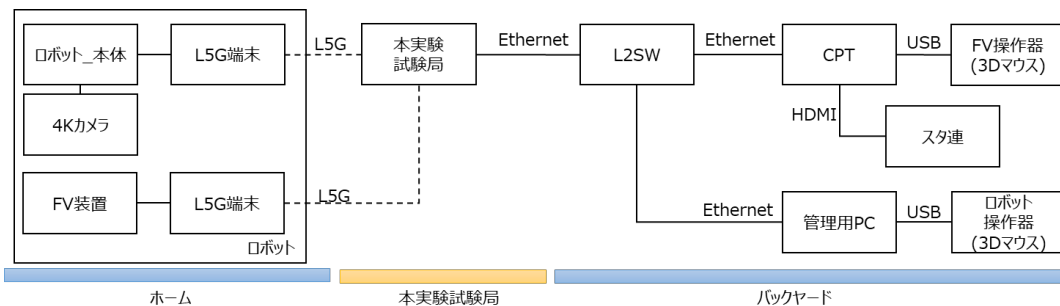 ロボット_本体
L5G端末
L5G
本実験
試験局
Ethernet
L2SW
Ethernet
CPT
USB
FV操作器
(3Dマウス)
4Kカメラ
HDMI
スタ連
FV装置
L5G端末
L5G
ロボット
Ethernet
管理用PC
USB
ロボット
操作器
(3Dマウス)
ホーム
本実験試験局
バックヤード